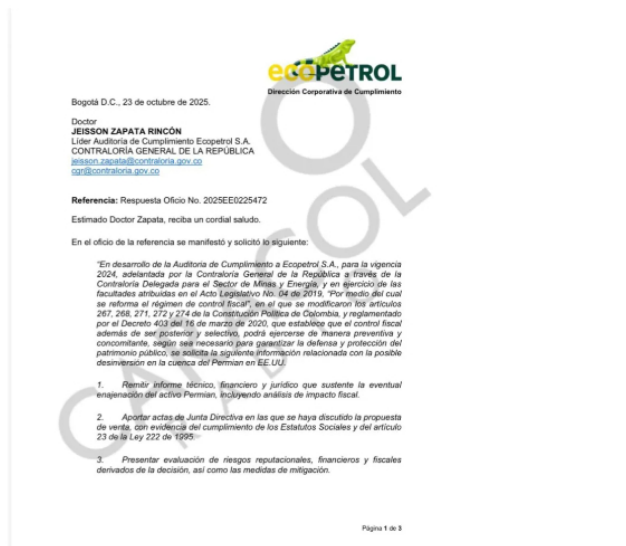 ecopetrol
Dirección Corporativa de Cumplimiento
Bogotá D.C., 23 de octubre de 2025.
Doctor
JEISSON ZAPATA RINCÓN
Líder Auditoría de Cumplimiento Ecopetrol S.A.
CONTRALORÍA GENERAL DE LA REPÚBLICA
jeisson.zapata@contraloria.gov.co
cgr@contraloria.gov.co
Referencia: Respuesta Oficio No. 2025EE0225472
Estimado Doctor Zapata, reciba un cordial saludo.
En el oficio de la referencia se manifestó y solicitó lo siguiente:
"En desarrollo de la Auditoria de Cumplimiento a Ecopetrol S.A., para la vigencia
2024, adelantada por la Contraloría General de la República a través de la
Contraloría Delegada para el Sector de Minas y Energía, y en ejercicio de las
facultades atribuidas en el Acto Legislativo No. 04 de 2019, "Por medio del cual
se reforma el régimen de control fiscal", en el que se modificaron los artículos
267, 268, 271, 272 y 274 de la Constitución Política de Colombia, y reglamentado
por el Decreto 403 del 16 de marzo de 2020, que establece que el control fiscal
además de ser posterior y selectivo, podrá ejercerse de manera preventiva y
concomitante, según sea necesario para garantizar la defensa y protección del
patrimonio público, se solicita la siguiente información relacionada con la posible
desinversión en la cuenca del Permian en EE.UU.
1. Remitir informe técnico, financiero y jurídico que sustente la eventual
enajenación del activo Permian, incluyendo análisis de impacto fiscal.
2. Aportar actas de Junta Directiva en las que se haya discutido la propuesta
de venta, con evidencia del cumplimiento de los Estatutos Sociales y del artículo
23 de la Ley 222 de 1995.
3. Presentar evaluación de riesgos reputacionales, financieros y fiscales
derivados de la decisión, así como las medidas de mitigación.
Página 1 de 3
CARACOL
RADIO